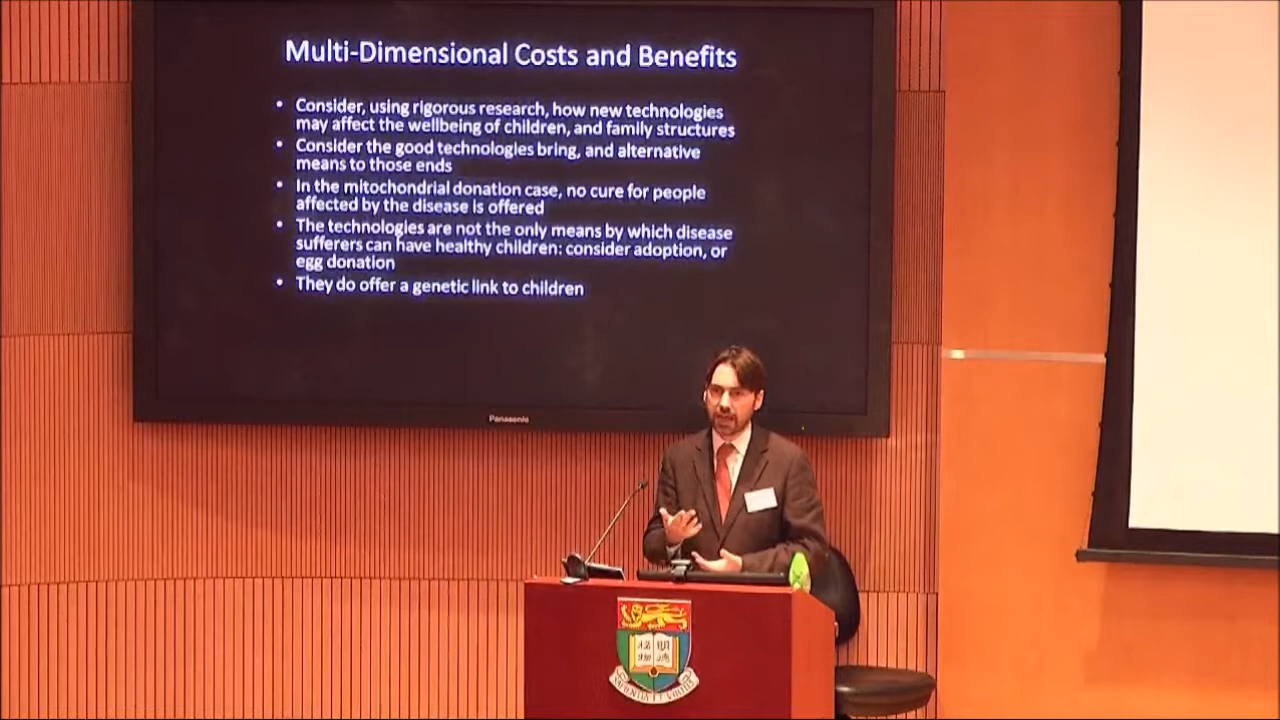 Multi-Dimensional Costs and Benefits
• Consider, using rigorous research, how new technologies
may affect the wellbeing of children, and family structures
• Consider the good technologies bring, and alternative
means to those ends
• In the mitochondrial donation case, no cure for people
affected by the disease is offered
• The technologies are not the only means by which disease
sufferers can have healthy children: consider adoption, or
egg donation
• They do offer a genetic link to children
Panasonic